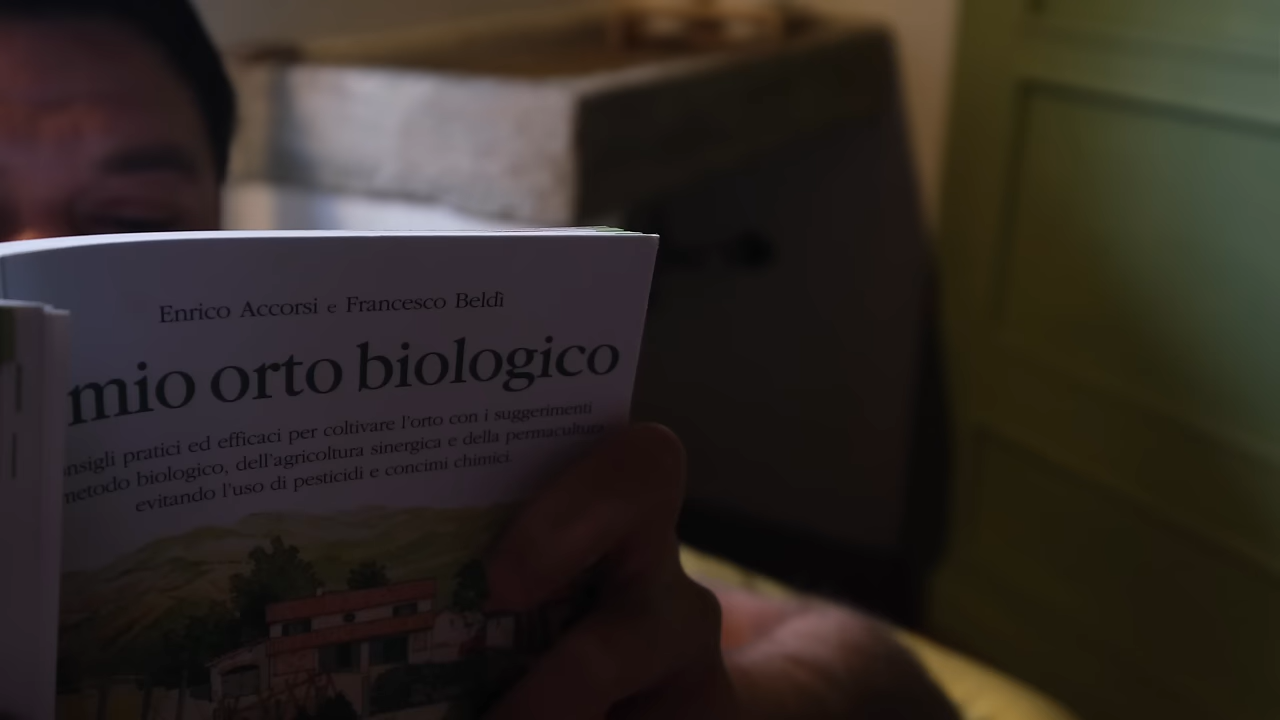 Enrico Accorsi e Francesco Beldì
mio orto biologico
nsigli pratici ed efficaci per coltivare l'orto con i suggerimenti
metodo biologico, dell'agricoltura sinergica e della permacultura
evitando l'uso di pesticidi e concimi chimici.